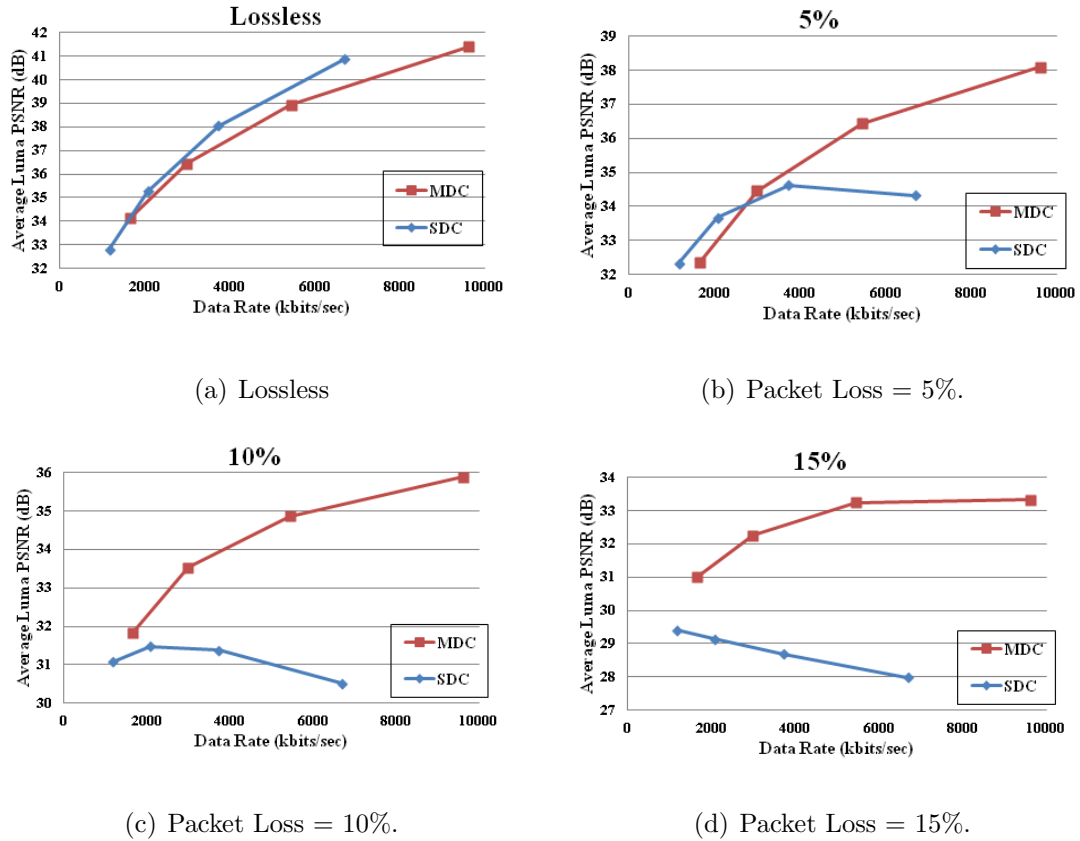 Lossless
Average Luma PSNR (dB)
42
41
40
39
38
37
36
35
34
33
32
0
2000
4000
6000
8000
10000
Data Rate (kbits/sec)
MDC
SDC
(a) Lossless
5%
Average Luma PSNR (dB)
39
38
37
36
35
34
33
32
0
2000
4000
6000
8000
10000
Data Rate (kbits/sec)
MDC
SDC
(b) Packet Loss = 5%.
10%
Average Luma PSNR (dB)
36
35
34
33
32
31
30
0
2000
4000
6000
8000
10000
Data Rate (kbits/sec)
MDC
SDC
(c) Packet Loss = 10%.
15%
Average Luma PSNR (dB)
34
33
32
31
30
29
28
27
0
2000
4000
6000
8000
10000
Data Rate (kbits/sec)
MDC
SDC
(d) Packet Loss = 15%.